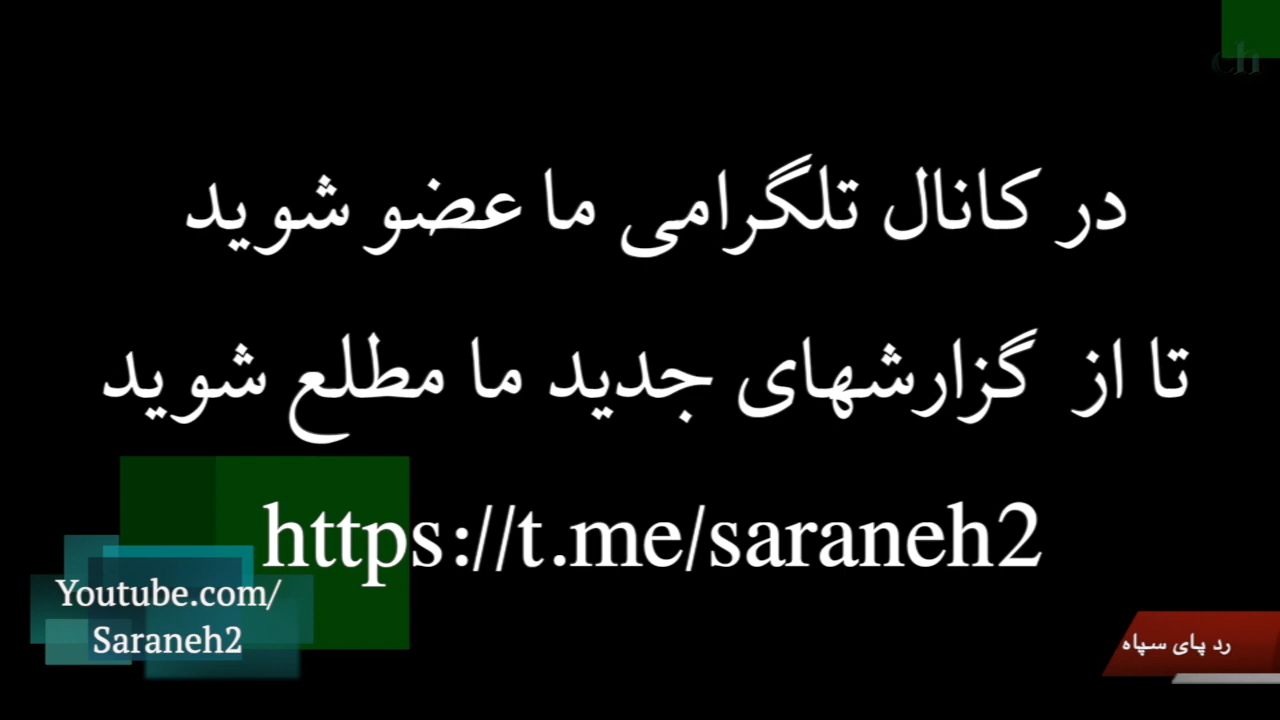 در کانال تلگرامی ما عضو شوید
تا از گزارشهای جدید ما مطلع شوید
https://t.me/saraneh2
Youtube.com/
Saraneh2
رد پای سپاه
ch